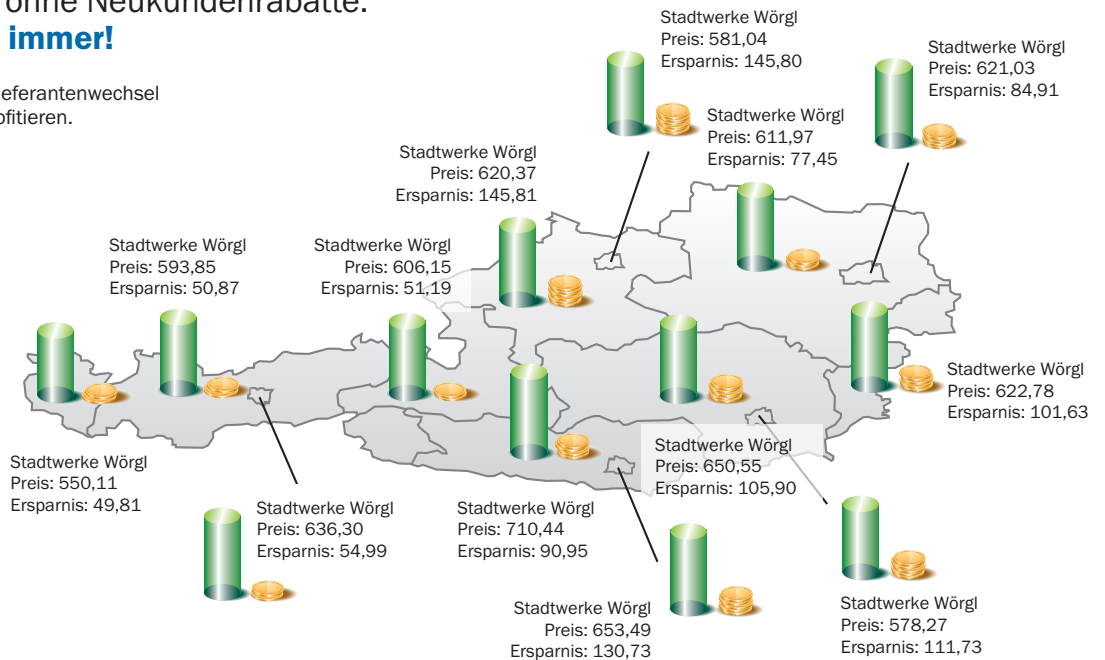 ohne Neukundenrabatte.
immer!
eferantenwechsel
ofitieren.
Stadtwerke Wörgl
Preis: 581,04
Ersparnis: 145,80
Stadtwerke Wörgl
Preis: 621,03
Ersparnis: 84,91
Stadtwerke Wörgl
Preis: 611,97
Ersparnis: 77,45
Stadtwerke Wörgl
Preis: 620,37
Ersparnis: 145,81
Stadtwerke Wörgl
Preis: 593,85
Ersparnis: 50,87
Stadtwerke Wörgl
Preis: 606,15
Ersparnis: 51,19
Stadtwerke Wörgl
Preis: 622,78
Ersparnis: 101,63
Stadtwerke Wörgl
Preis: 550,11
Ersparnis: 49,81
Stadtwerke Wörgl
Preis: 636,30
Ersparnis: 54,99
Stadtwerke Wörgl
Preis: 710,44
Ersparnis: 90,95
Stadtwerke Wörgl
Preis: 650,55
Ersparnis: 105,90
Stadtwerke Wörgl
Preis: 653,49
Ersparnis: 130,73
Stadtwerke Wörgl
Preis: 578,27
Ersparnis: 111,73